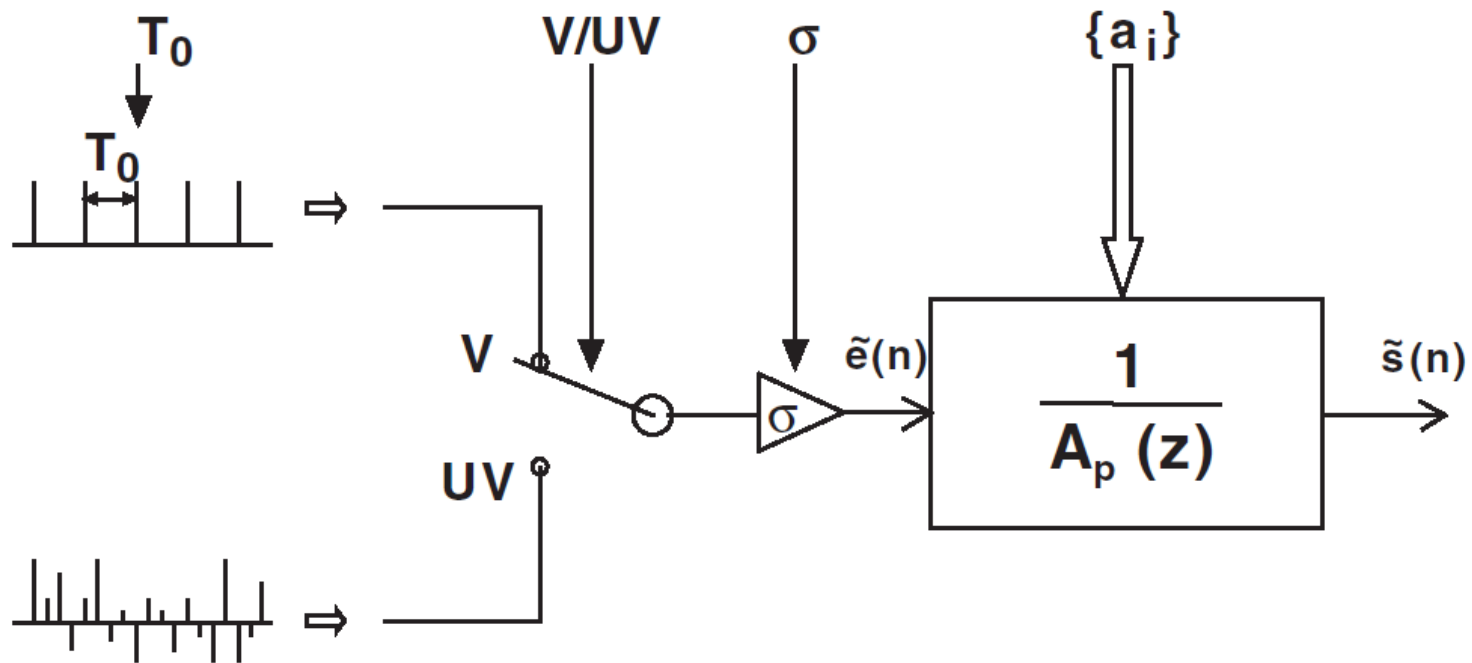 T₀ V/UV σ {aᵢ}
T₀
V
σ ẽ(n) 1 s̃(n)
Aₚ (z)
UV